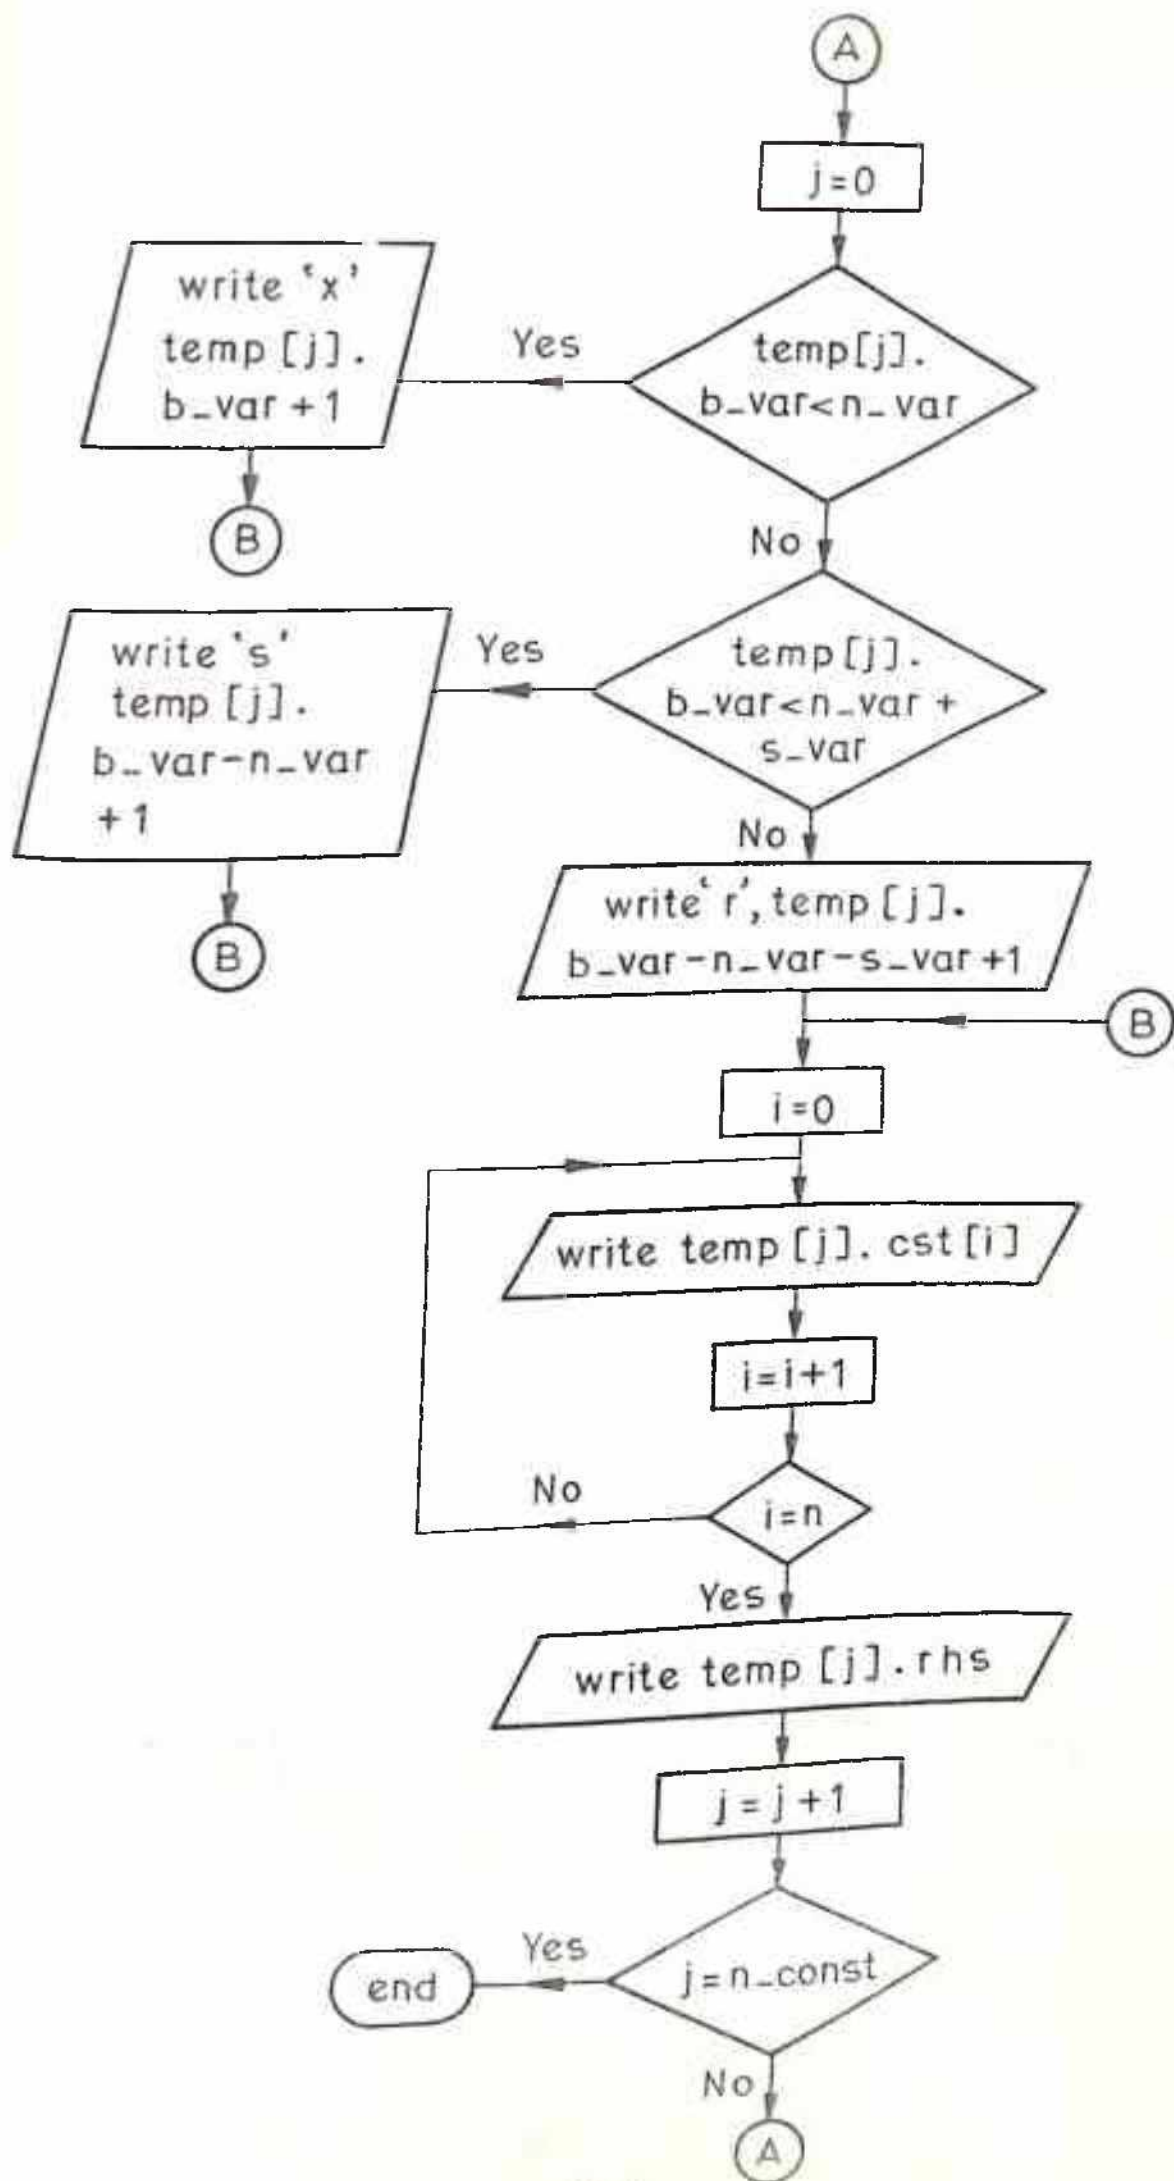 A
j=0
write ‘x’
temp [j].
b_var + 1
Yes
temp[j].
b_var<n_var
B
No
write ‘s’
temp [j].
b_var-n_var
+1
Yes
temp [j].
b_var<n_var +
s_var
No
B
write‘r’, temp [j].
b_var-n_var-s_var+1
B
i=0
write temp [j]. cst [i]
i=i+1
No
i=n
Yes
write temp [j]. rhs
j = j +1
end
Yes
j=n_const
No
A